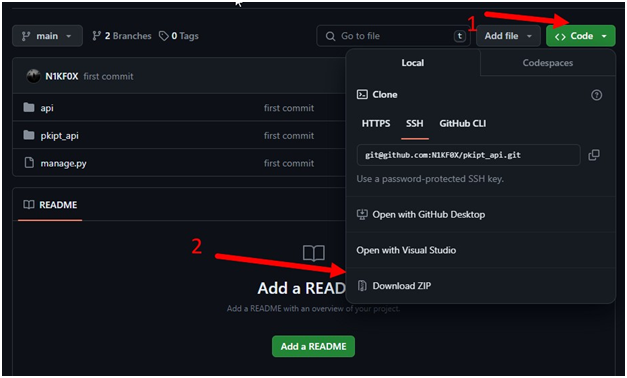 1
main
2 Branches
0 Tags
Go to file
t
Add file
Code
N1KF0X first commit
Local
Codespaces
Clone
api
first commit
HTTPS
SSH
GitHub CLI
pkipt_api
first commit
git@github.com:N1KF0X/pkipt_api.git
manage.py
first commit
Use a password-protected SSH key.
README
Open with GitHub Desktop
2
Open with Visual Studio
Add a READ
Download ZIP
Add a README with an overview of your project.
Add a README